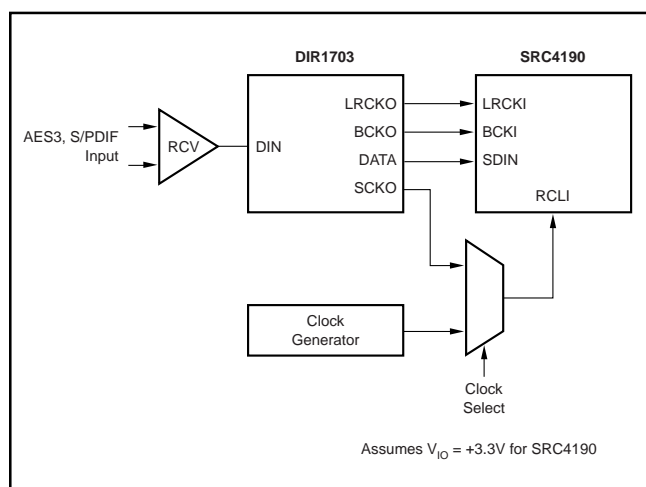 DIR1703
SRC4190
AES3, S/PDIF
Input
RCV
DIN
LRCKO
BCKO
DATA
SCKO
LRCKI
BCKI
SDIN
RCLI
Clock
Generator
Clock
Select
Assumes V_IO = +3.3V for SRC4190